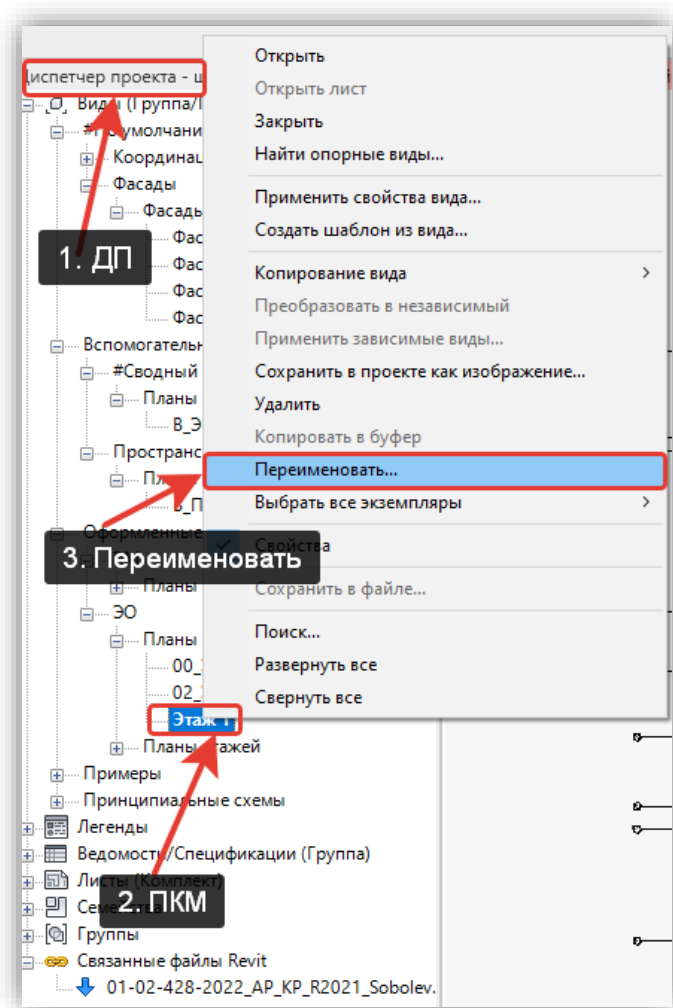 Диспетчер проекта - ш
Виды (Группа/Т
Координац
Фасады
Фасады
Фас
Фас
Фас
Фас
Вспомогательн
#Сводный
Планы
В_Э
Пространс
В_П
Оформленные
Планы
ЭО
Планы
00_
02_
Этаж 1
Планы этажей
Примеры
Принципиальные схемы
Легенды
Ведомости/Спецификации (Группа)
Листы (Комплект)
Семейства
Группы
Связанные файлы Revit
01-02-428-2022_AP_KP_R2021_Sobolev.
Открыть
Открыть лист
Закрыть
Найти опорные виды...
Применить свойства вида...
Создать шаблон из вида...
Копирование вида
Преобразовать в независимый
Применить зависимые виды...
Сохранить в проекте как изображение...
Удалить
Копировать в буфер
Переименовать...
Выбрать все экземпляры
Свойства
Сохранить в файле...
Поиск...
Развернуть все
Свернуть все
1. ДП
3. Переименовать
2. ПКМ